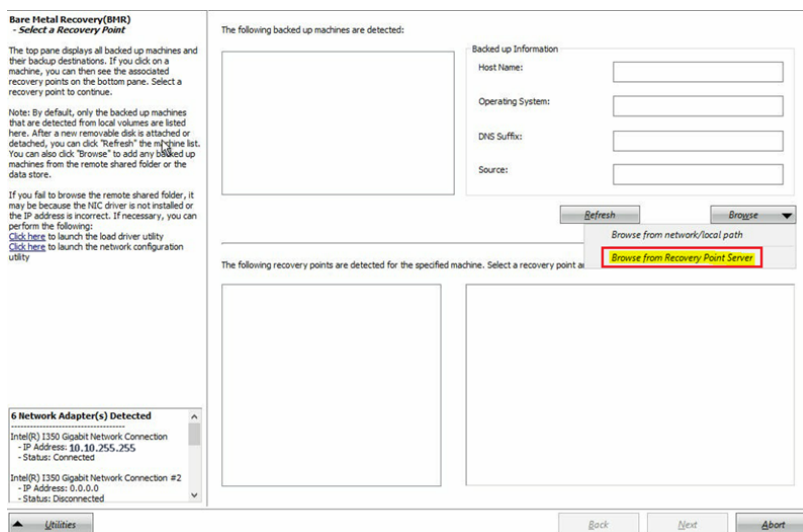 Bare Metal Recovery(BMR)
- Select a Recovery Point
The top pane displays all backed up machines and
their backup destinations. If you click on a
machine, you can then see the associated
recovery points on the bottom pane. Select a
recovery point to continue.
Note: By default, only the backed up machines
that are detected from local volumes are listed
here. After a new removable disk is attached or
detached, you can click "Refresh" the machine list.
You can also click "Browse" to add any backed up
machines from the remote shared folder or the
data store.
If you fail to browse the remote shared folder, it
may be because the NIC driver is not installed or
the IP address is incorrect. If necessary, you can
perform the following:
Click here to launch the load driver utility
Click here to launch the network configuration
utility
6 Network Adapter(s) Detected
-----------------------------------
Intel(R) I350 Gigabit Network Connection
- IP Address: 10.10.255.255
- Status: Connected
Intel(R) I350 Gigabit Network Connection #2
- IP Address: 0.0.0.0
- Status: Disconnected
The following backed up machines are detected:
Backed up Information
Host Name:
Operating System:
DNS Suffix:
Source:
Refresh
Browse
Browse from network/local path
Browse from Recovery Point Server
The following recovery points are detected for the specified machine. Select a recovery point a
Utilities
Back
Next
Abort